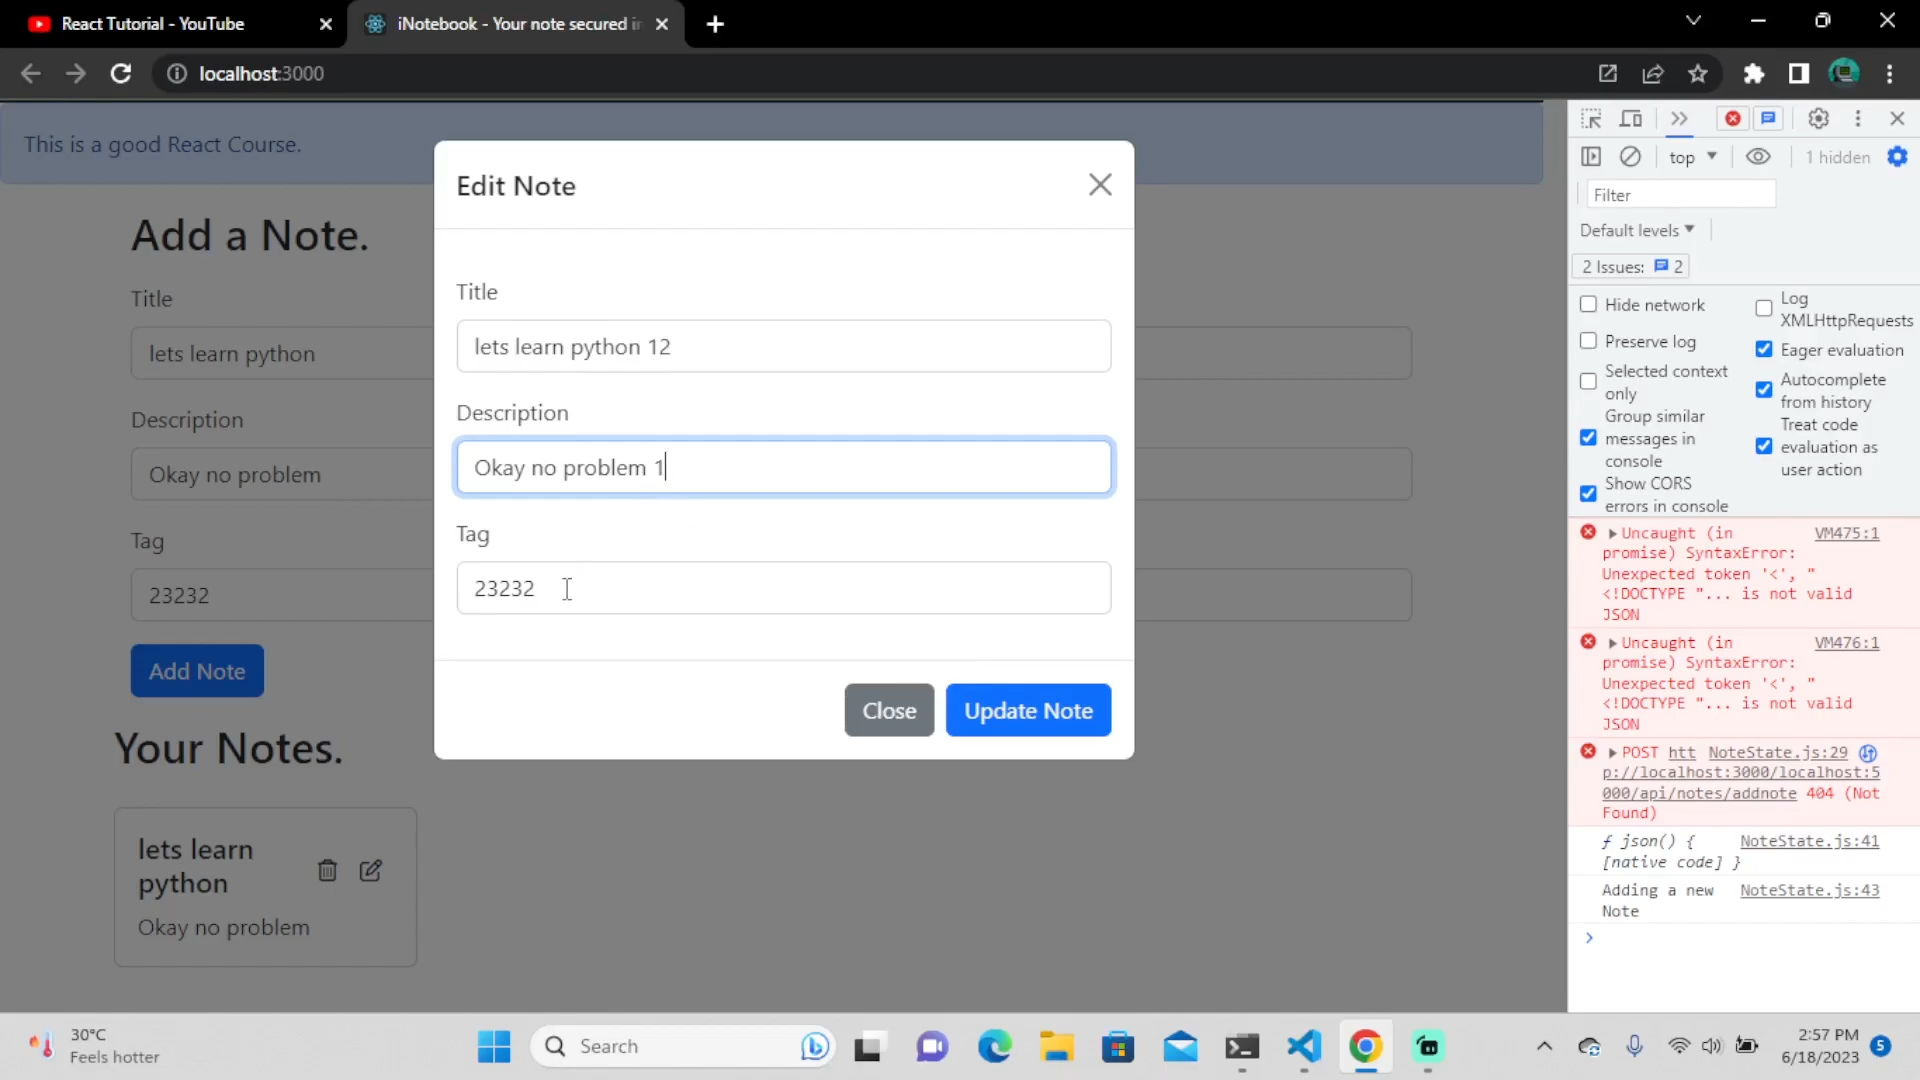 React Tutorial - YouTube
iNotebook - Your note secured in
localhost:3000
This is a good React Course.
Add a Note.
Title
lets learn python
Description
Okay no problem
Tag
23232
Add Note
Your Notes.
lets learn
python
Okay no problem
Edit Note
Title
lets learn python 12
Description
Okay no problem 1
Tag
23232
Close
Update Note
top
1 hidden
Filter
Default levels
2 Issues: 2
Hide network
Log
XMLHttpRequests
Preserve log
Eager evaluation
Selected context
only
Autocomplete
from history
Group similar
messages in
console
Treat code
evaluation as
user action
Show CORS
errors in console
Uncaught (in VM475:1
promise) SyntaxError:
Unexpected token '<', "
<!DOCTYPE "... is not valid
JSON
Uncaught (in VM476:1
promise) SyntaxError:
Unexpected token '<', "
<!DOCTYPE "... is not valid
JSON
POST htt NoteState.js:29
p://localhost:3000/localhost:5
000/api/notes/addnote 404 (Not
Found)
ƒ json() { NoteState.js:41
[native code] }
Adding a new NoteState.js:43
Note
30°C
Feels hotter
Search
2:57 PM
6/18/2023
5